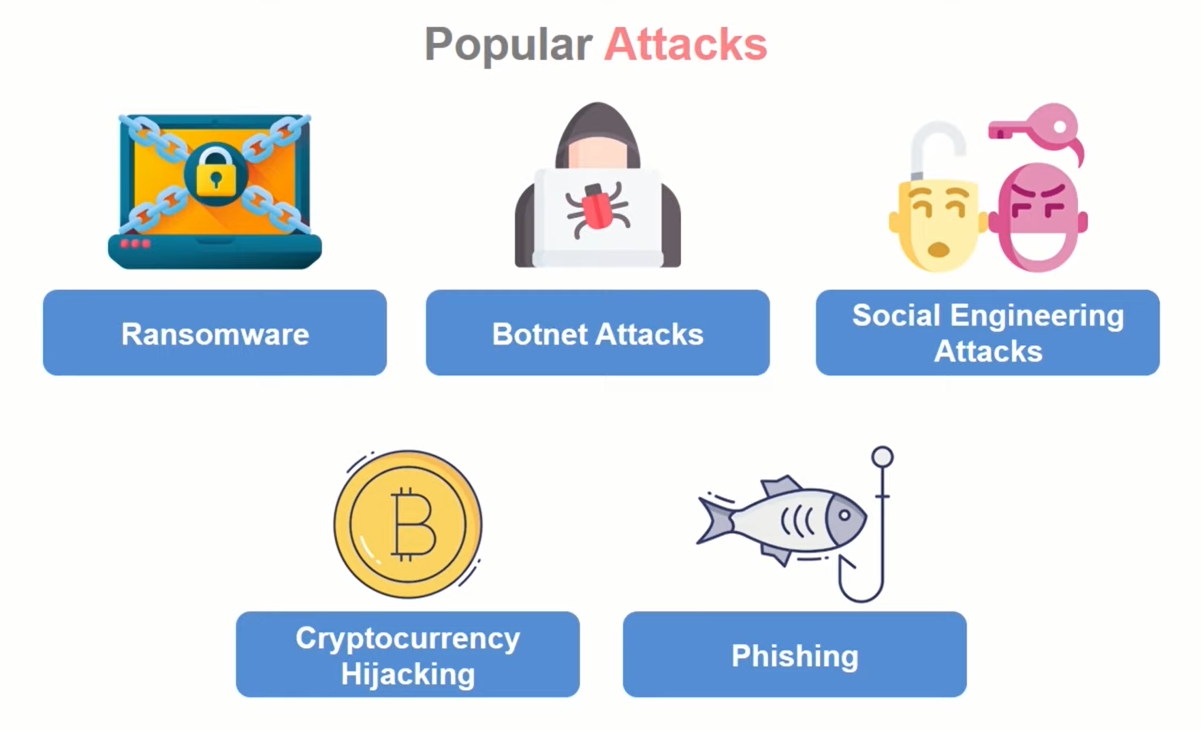 Popular Attacks
Ransomware
Botnet Attacks
Social Engineering
Attacks
Cryptocurrency
Hijacking
Phishing